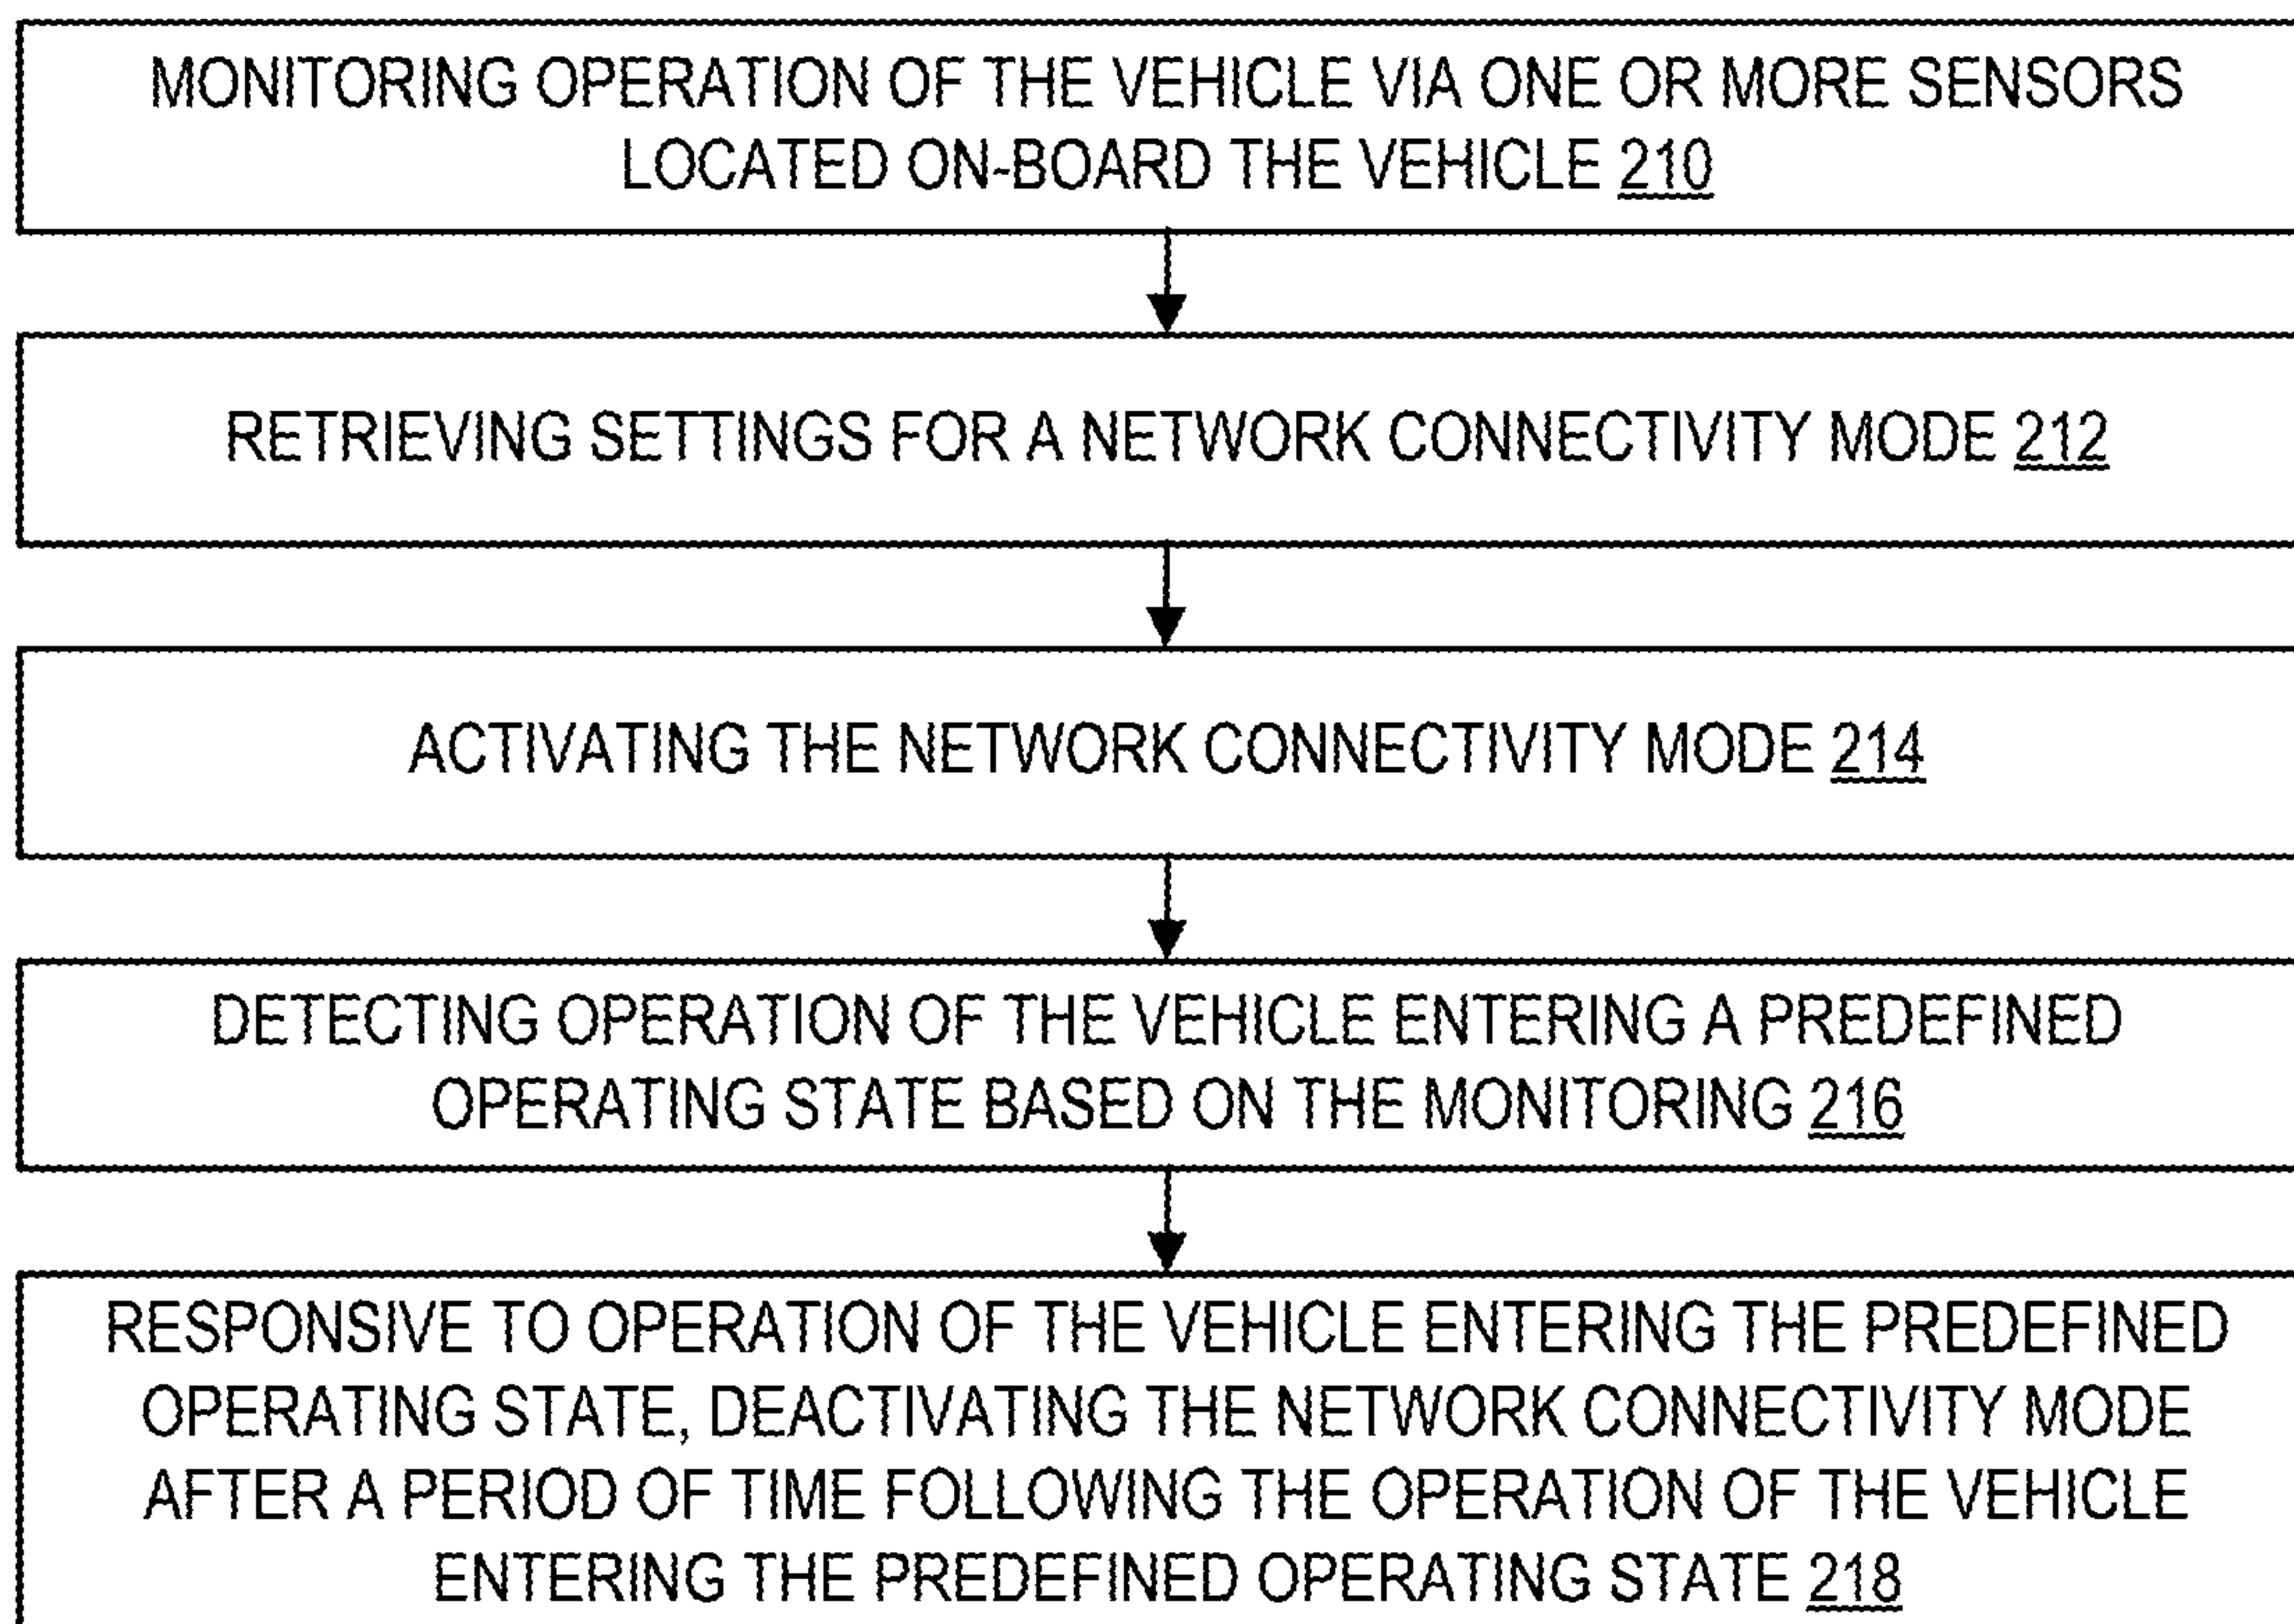 MONITORING OPERATION OF THE VEHICLE VIA ONE OR MORE SENSORS
LOCATED ON-BOARD THE VEHICLE 210
RETRIEVING SETTINGS FOR A NETWORK CONNECTIVITY MODE 212
ACTIVATING THE NETWORK CONNECTIVITY MODE 214
DETECTING OPERATION OF THE VEHICLE ENTERING A PREDEFINED
OPERATING STATE BASED ON THE MONITORING 216
RESPONSIVE TO OPERATION OF THE VEHICLE ENTERING THE PREDEFINED
OPERATING STATE, DEACTIVATING THE NETWORK CONNECTIVITY MODE
AFTER A PERIOD OF TIME FOLLOWING THE OPERATION OF THE VEHICLE
ENTERING THE PREDEFINED OPERATING STATE 218